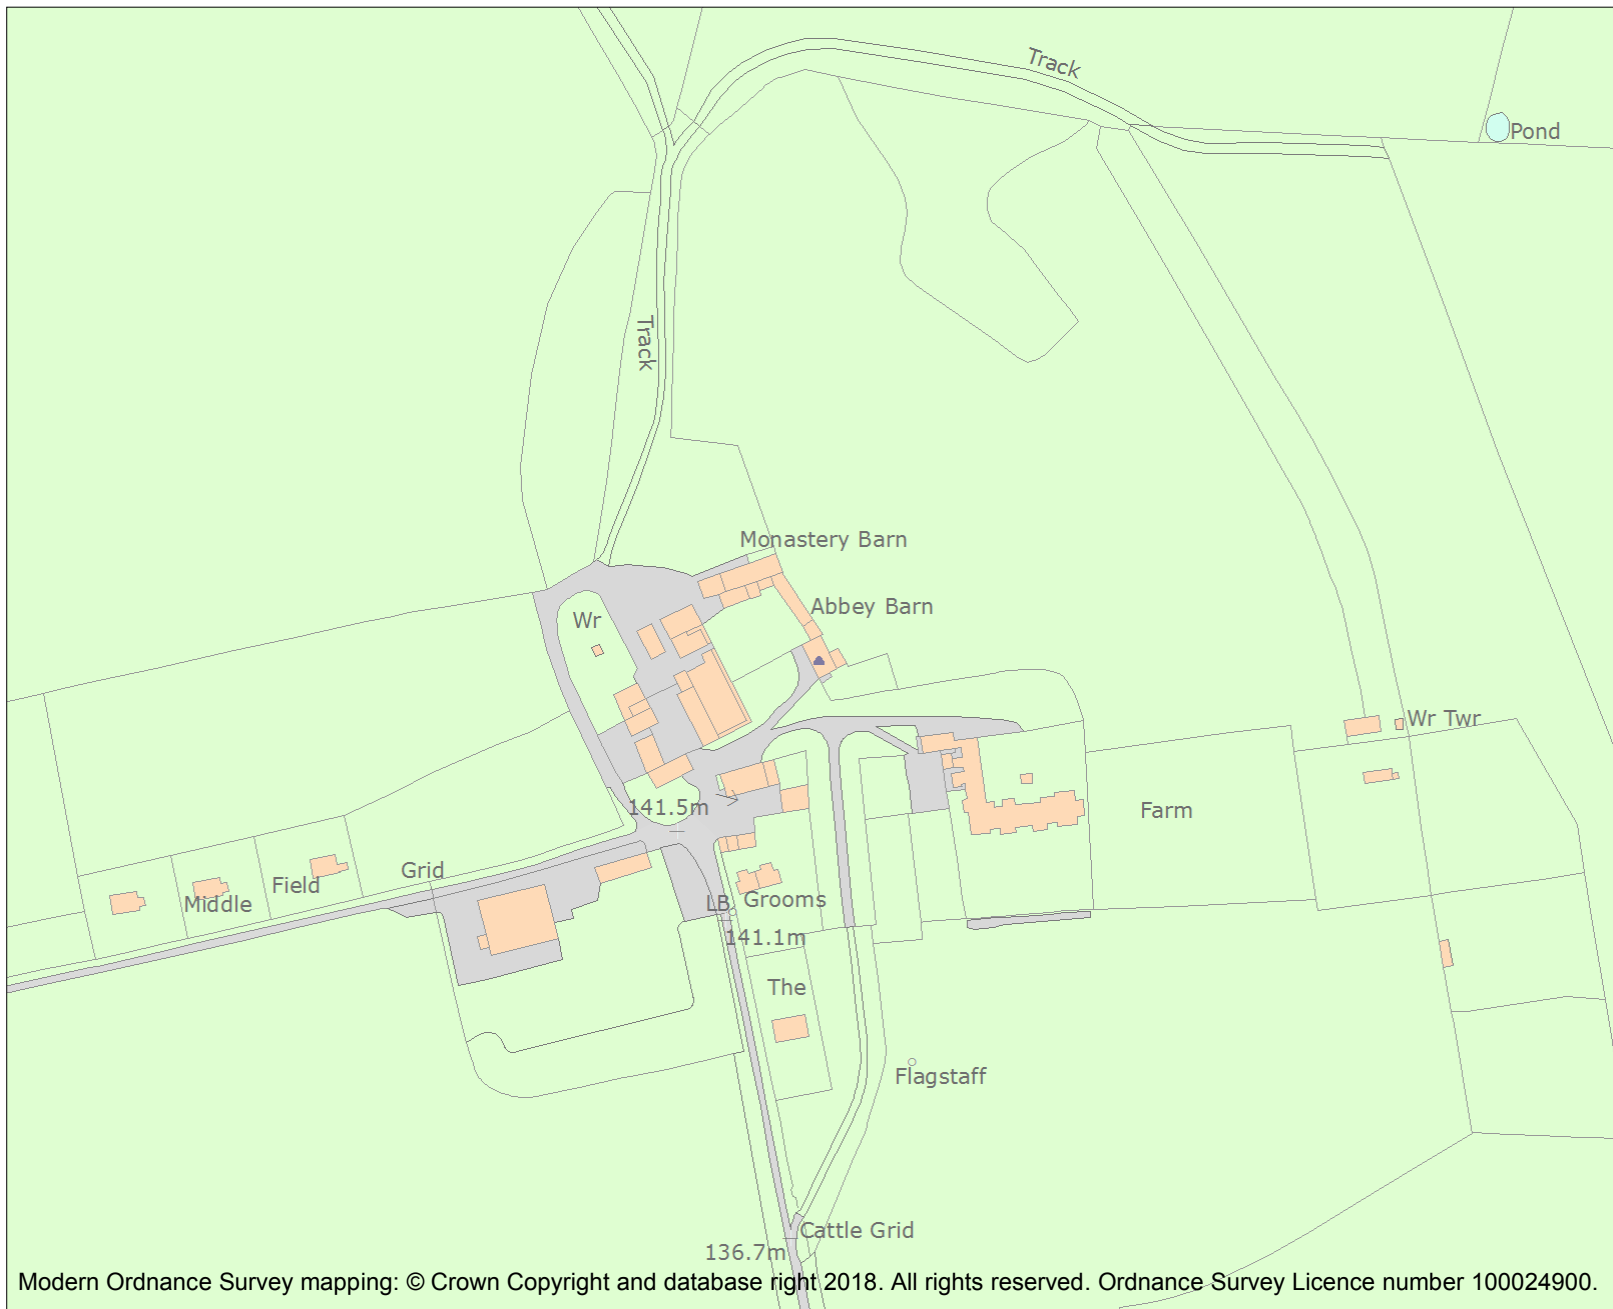 Track
Pond
Track
Monastery Barn
Abbey Barn
Wr
Wr Twr
141.5m
Farm
Grid
Field
Middle
LB
Grooms
141.1m
The
Flagstaff
Cattle Grid
136.7m
Modern Ordnance Survey mapping: © Crown Copyright and database right 2018. All rights reserved. Ordnance Survey Licence number 100024900.